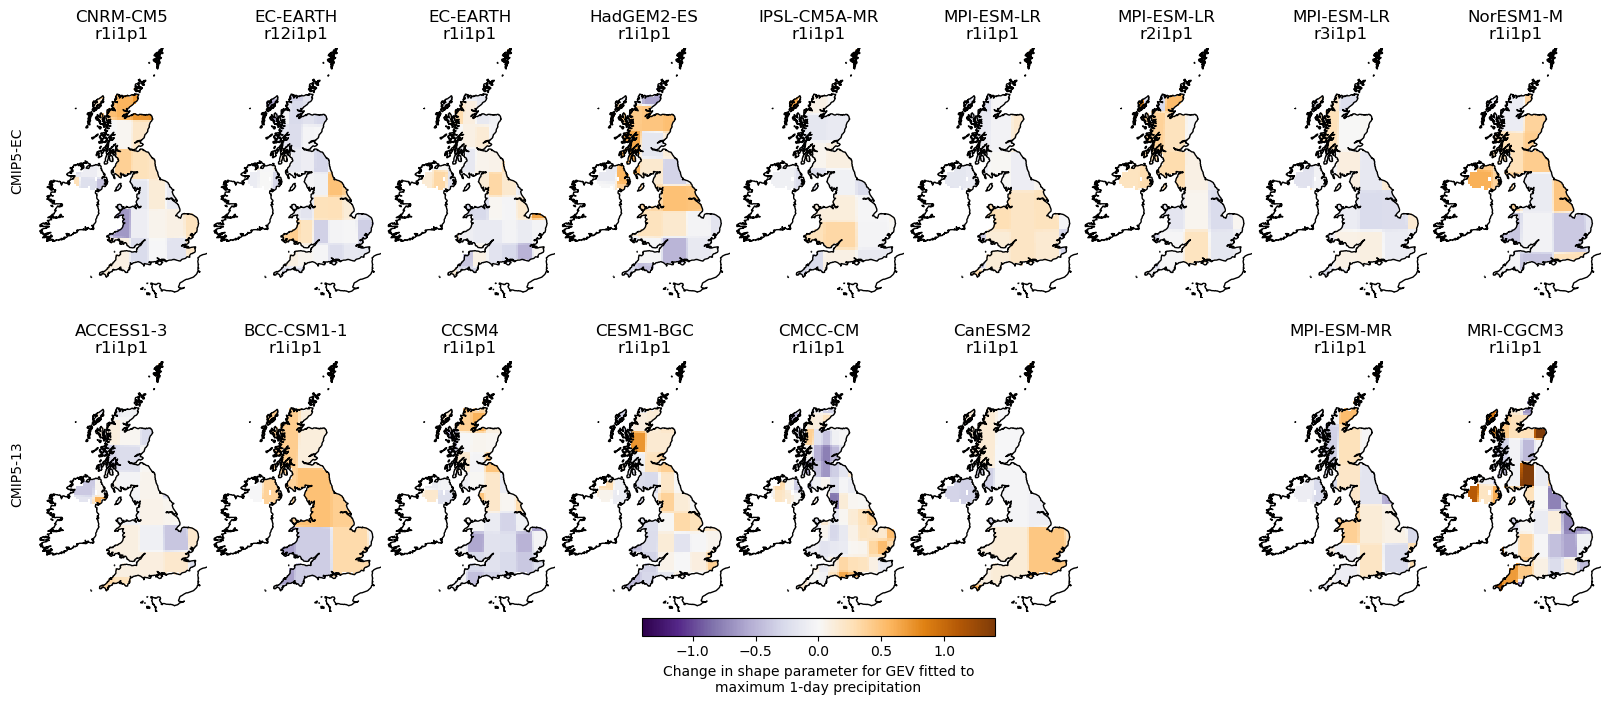 CNRM-CM5
r1i1p1
EC-EARTH
r12i1p1
EC-EARTH
r1i1p1
HadGEM2-ES
r1i1p1
IPSL-CM5A-MR
r1i1p1
MPI-ESM-LR
r1i1p1
MPI-ESM-LR
r2i1p1
MPI-ESM-LR
r3i1p1
NorESM1-M
r1i1p1
CMIP5-EC
ACCESS1-3
r1i1p1
BCC-CSM1-1
r1i1p1
CCSM4
r1i1p1
CESM1-BGC
r1i1p1
CMCC-CM
r1i1p1
CanESM2
r1i1p1
MPI-ESM-MR
r1i1p1
MRI-CGCM3
r1i1p1
CMIP5-13
−1.0 −0.5 0.0 0.5 1.0
Change in shape parameter for GEV fitted to
maximum 1-day precipitation